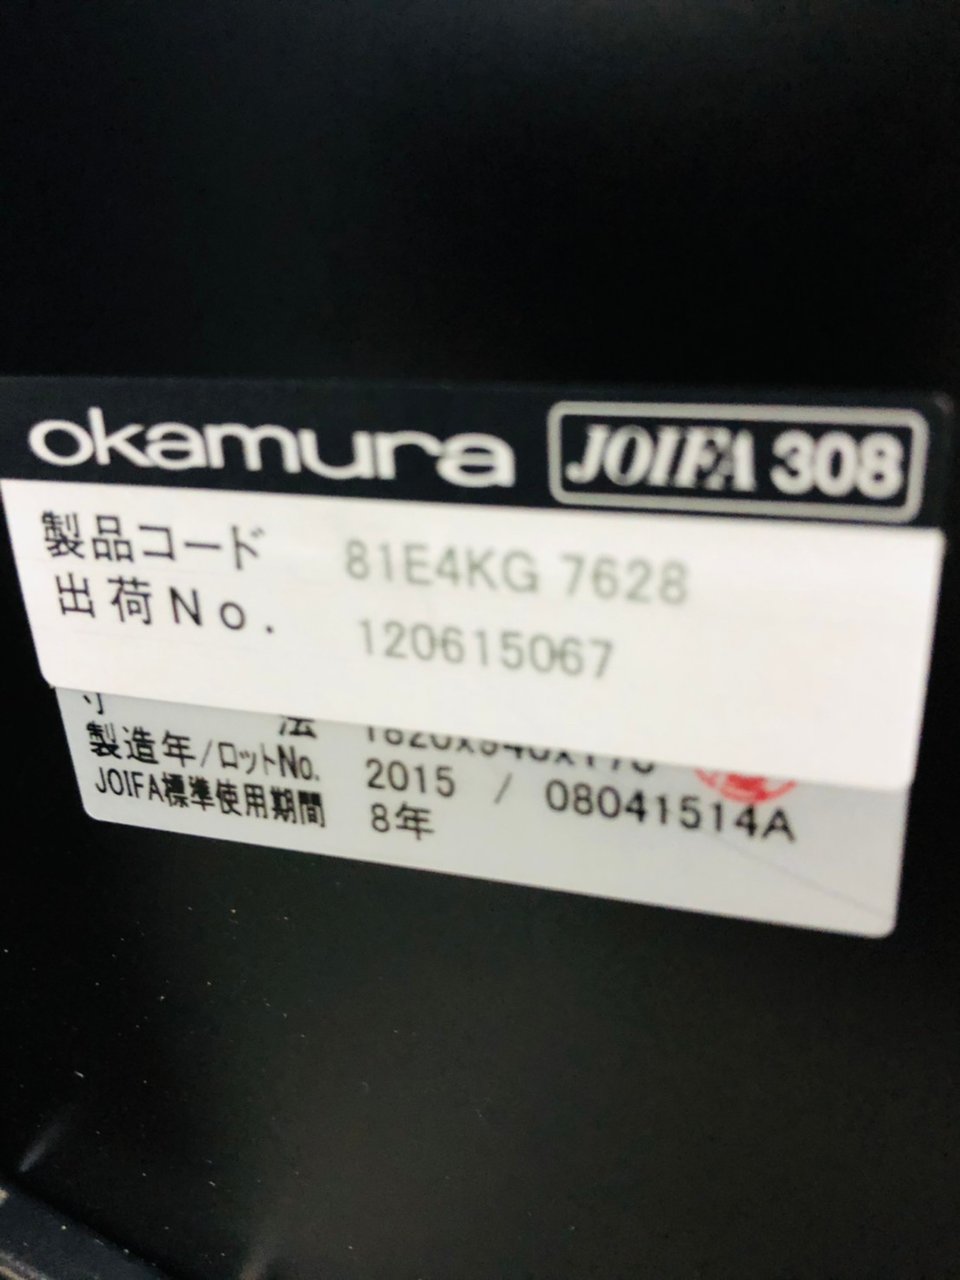 okamura JOIFA 308
製品コード 81E4KG 7628
出荷No. 120615067
寸 法
製造年/ロットNo. 2015 / 08041514A
JOIFA標準使用期間 8年